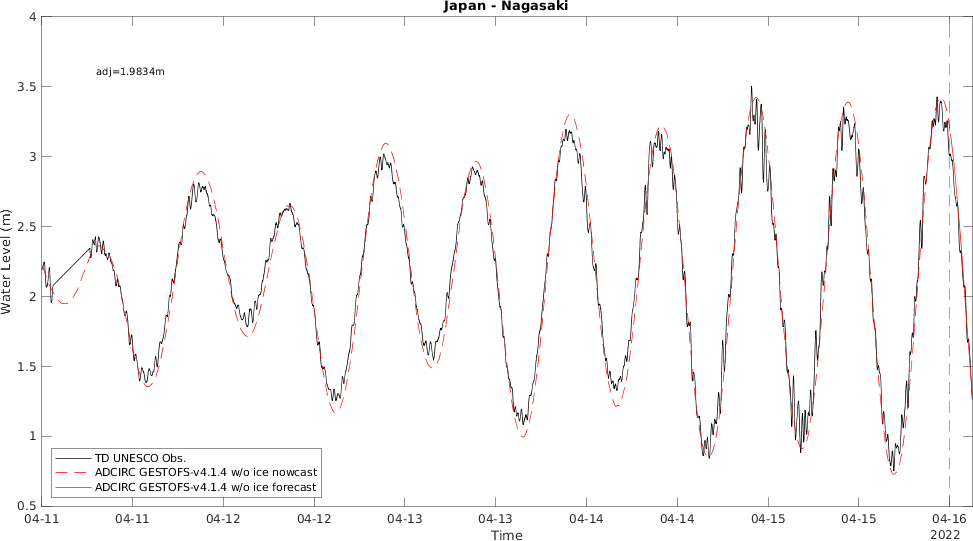 Japan - Nagasaki
adj=1.9834m
Water Level (m)
4
3.5
3
2.5
2
1.5
1
0.5
TD UNESCO Obs.
ADCIRC GESTOFS-v4.1.4 w/o ice nowcast
ADCIRC GESTOFS-v4.1.4 w/o ice forecast
04-11 04-11 04-12 04-12 04-13 04-13 04-14 04-14 04-15 04-15 04-16
Time
2022